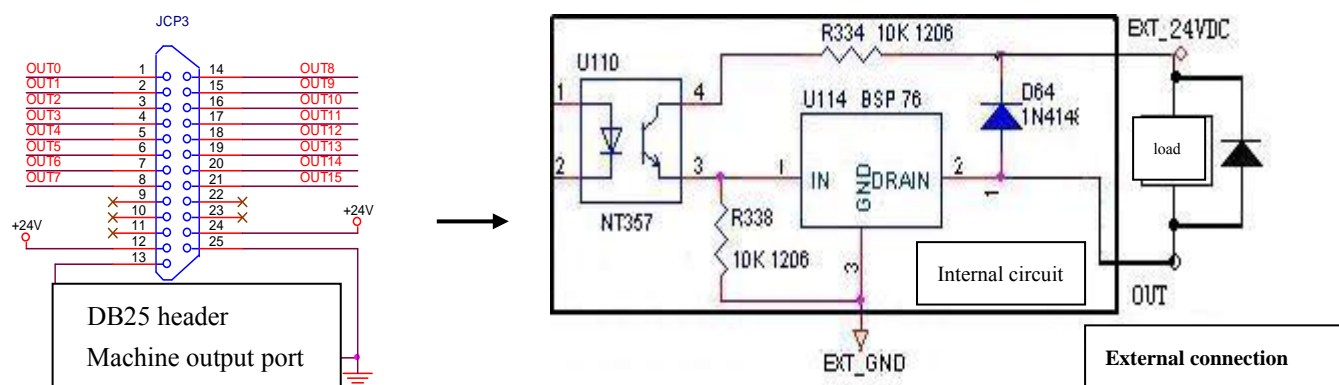 JCP3
OUT0 1 14 OUT8
OUT1 2 15 OUT9
OUT2 3 16 OUT10
OUT3 4 17 OUT11
OUT4 5 18 OUT12
OUT5 6 19 OUT13
OUT6 7 20 OUT14
OUT7 8 21 OUT15
9 22
10 23
+24V 11 24 +24V
12 25
13
DB25 header
Machine output port
R334 10K 1206
EXT_24VDC
U110
1 4
2 3
NT357
U114 BSP 76
1 IN GND DRAIN 2
3
D64
1N4148
1
load
R338
10K 1206
Internal circuit
OUT
EXT_GND
External connection